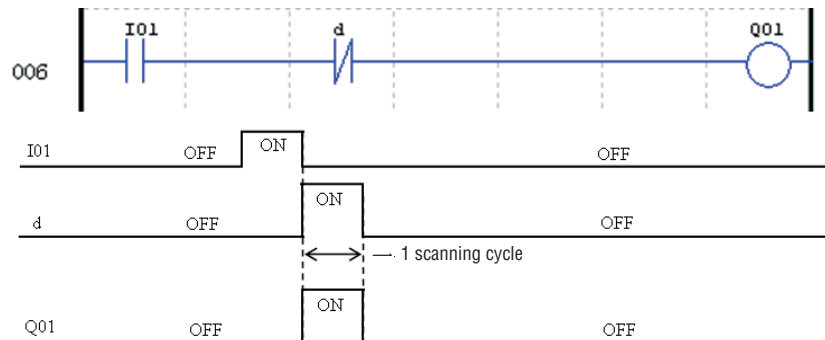 I01 d Q01
006
I01 OFF ON OFF
d OFF ON OFF
1 scanning cycle
Q01 OFF ON OFF